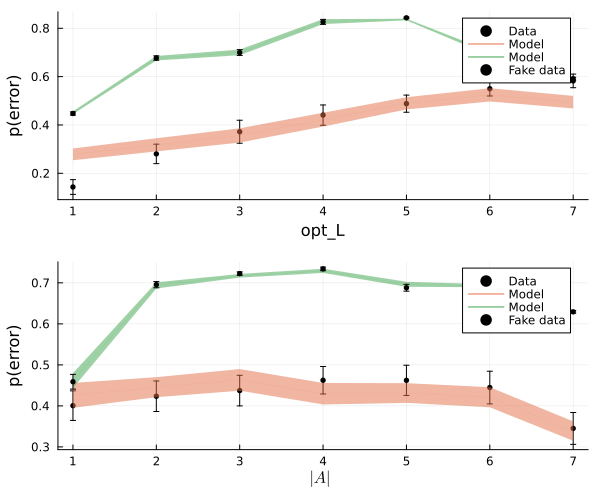 0.8
0.6
0.4
0.2
p(error)
Data
Model
Model
Fake data
1 2 3 4 5 6 7
opt_L
0.7
0.6
0.5
0.4
0.3
p(error)
Data
Model
Model
Fake data
1 2 3 4 5 6 7
|A|